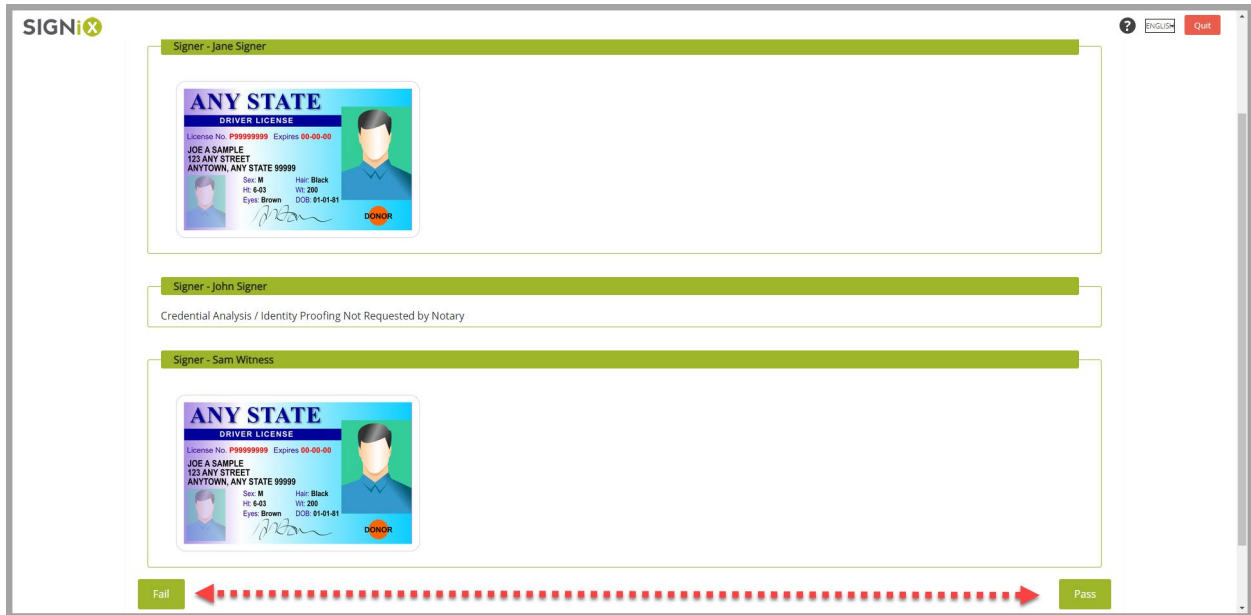 SIGNiX
? ENGLISH Quit
Signer - Jane Signer
ANY STATE
DRIVER LICENSE
License No. P99999999 Expires 00-00-00
JOE A SAMPLE
123 ANY STREET
ANYTOWN, ANY STATE 99999
Sex: M Hair: Black
Ht: 6-03 Wt: 200
Eyes: Brown DOB: 01-01-81
DONOR
Signer - John Signer
Credential Analysis / Identity Proofing Not Requested by Notary
Signer - Sam Witness
ANY STATE
DRIVER LICENSE
License No. P99999999 Expires 00-00-00
JOE A SAMPLE
123 ANY STREET
ANYTOWN, ANY STATE 99999
Sex: M Hair: Black
Ht: 6-03 Wt: 200
Eyes: Brown DOB: 01-01-81
DONOR
Fail Pass